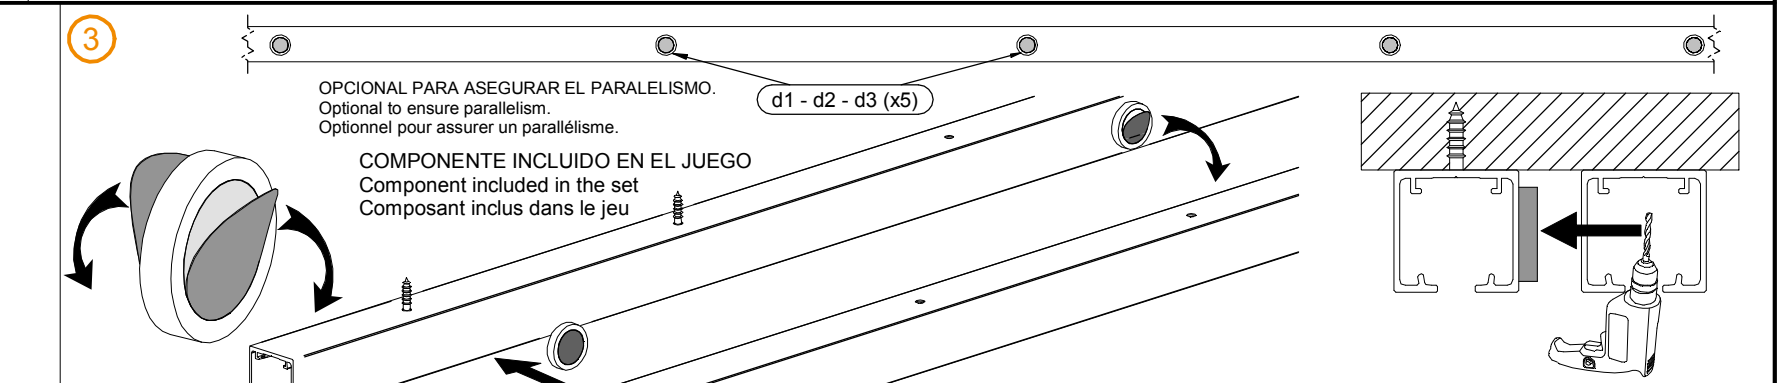 3
OPCIONAL PARA ASEGURAR EL PARALELISMO.
Optional to ensure parallelism.
Optionnel pour assurer un parallélisme.
d1 - d2 - d3 (x5)
COMPONENTE INCLUIDO EN EL JUEGO
Component included in the set
Composant inclus dans le jeu